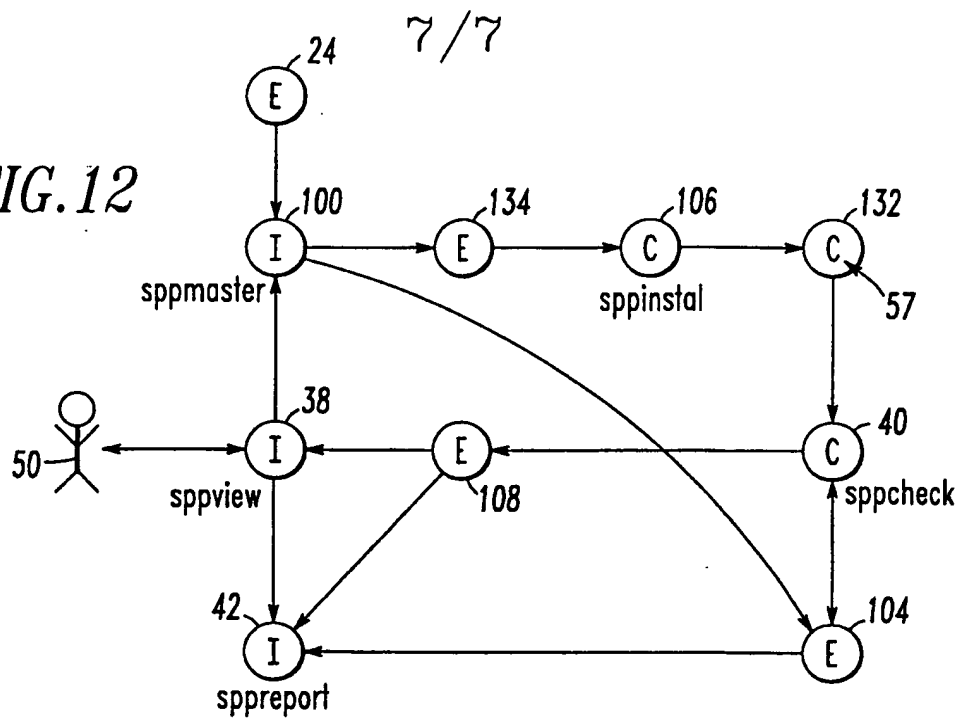 7/7
FIG.12
24
E
100
134
106
132
I
E
C
C
57
sppmaster
sppinstal
38
40
50
I
E
C
sppview
108
sppcheck
42
104
I
E
sppreport